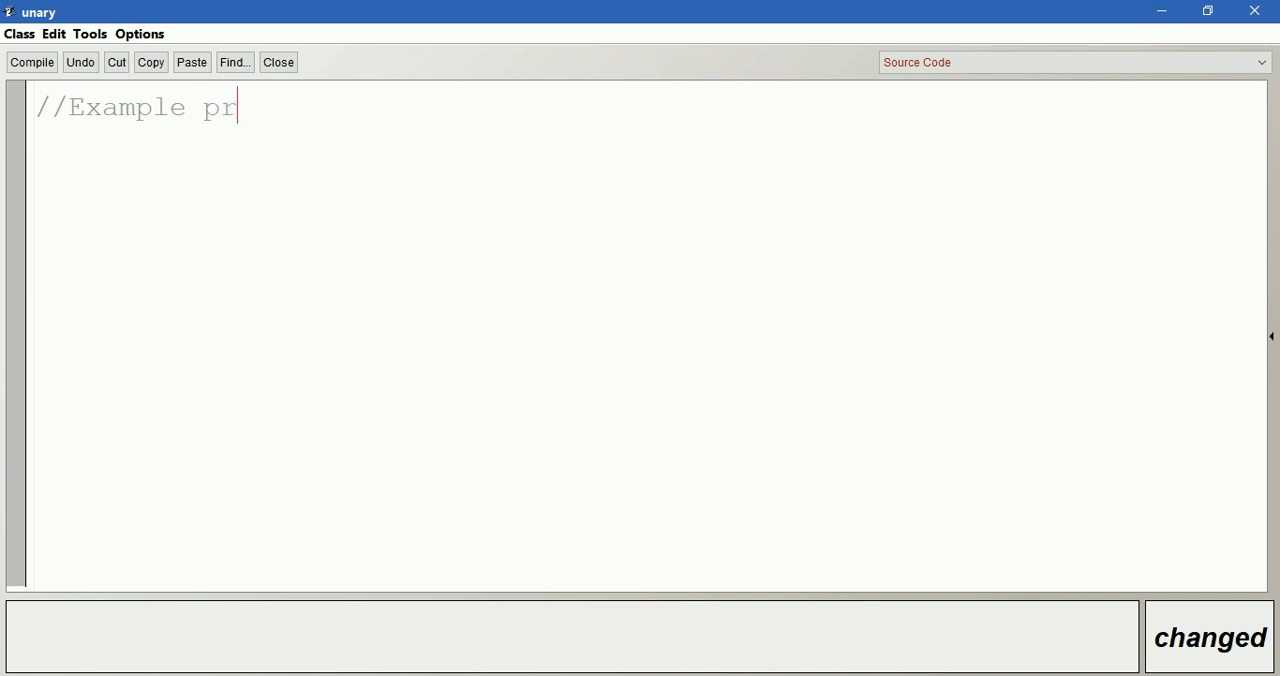 unary
Class Edit Tools Options
Compile Undo Cut Copy Paste Find... Close Source Code
//Example pr
changed